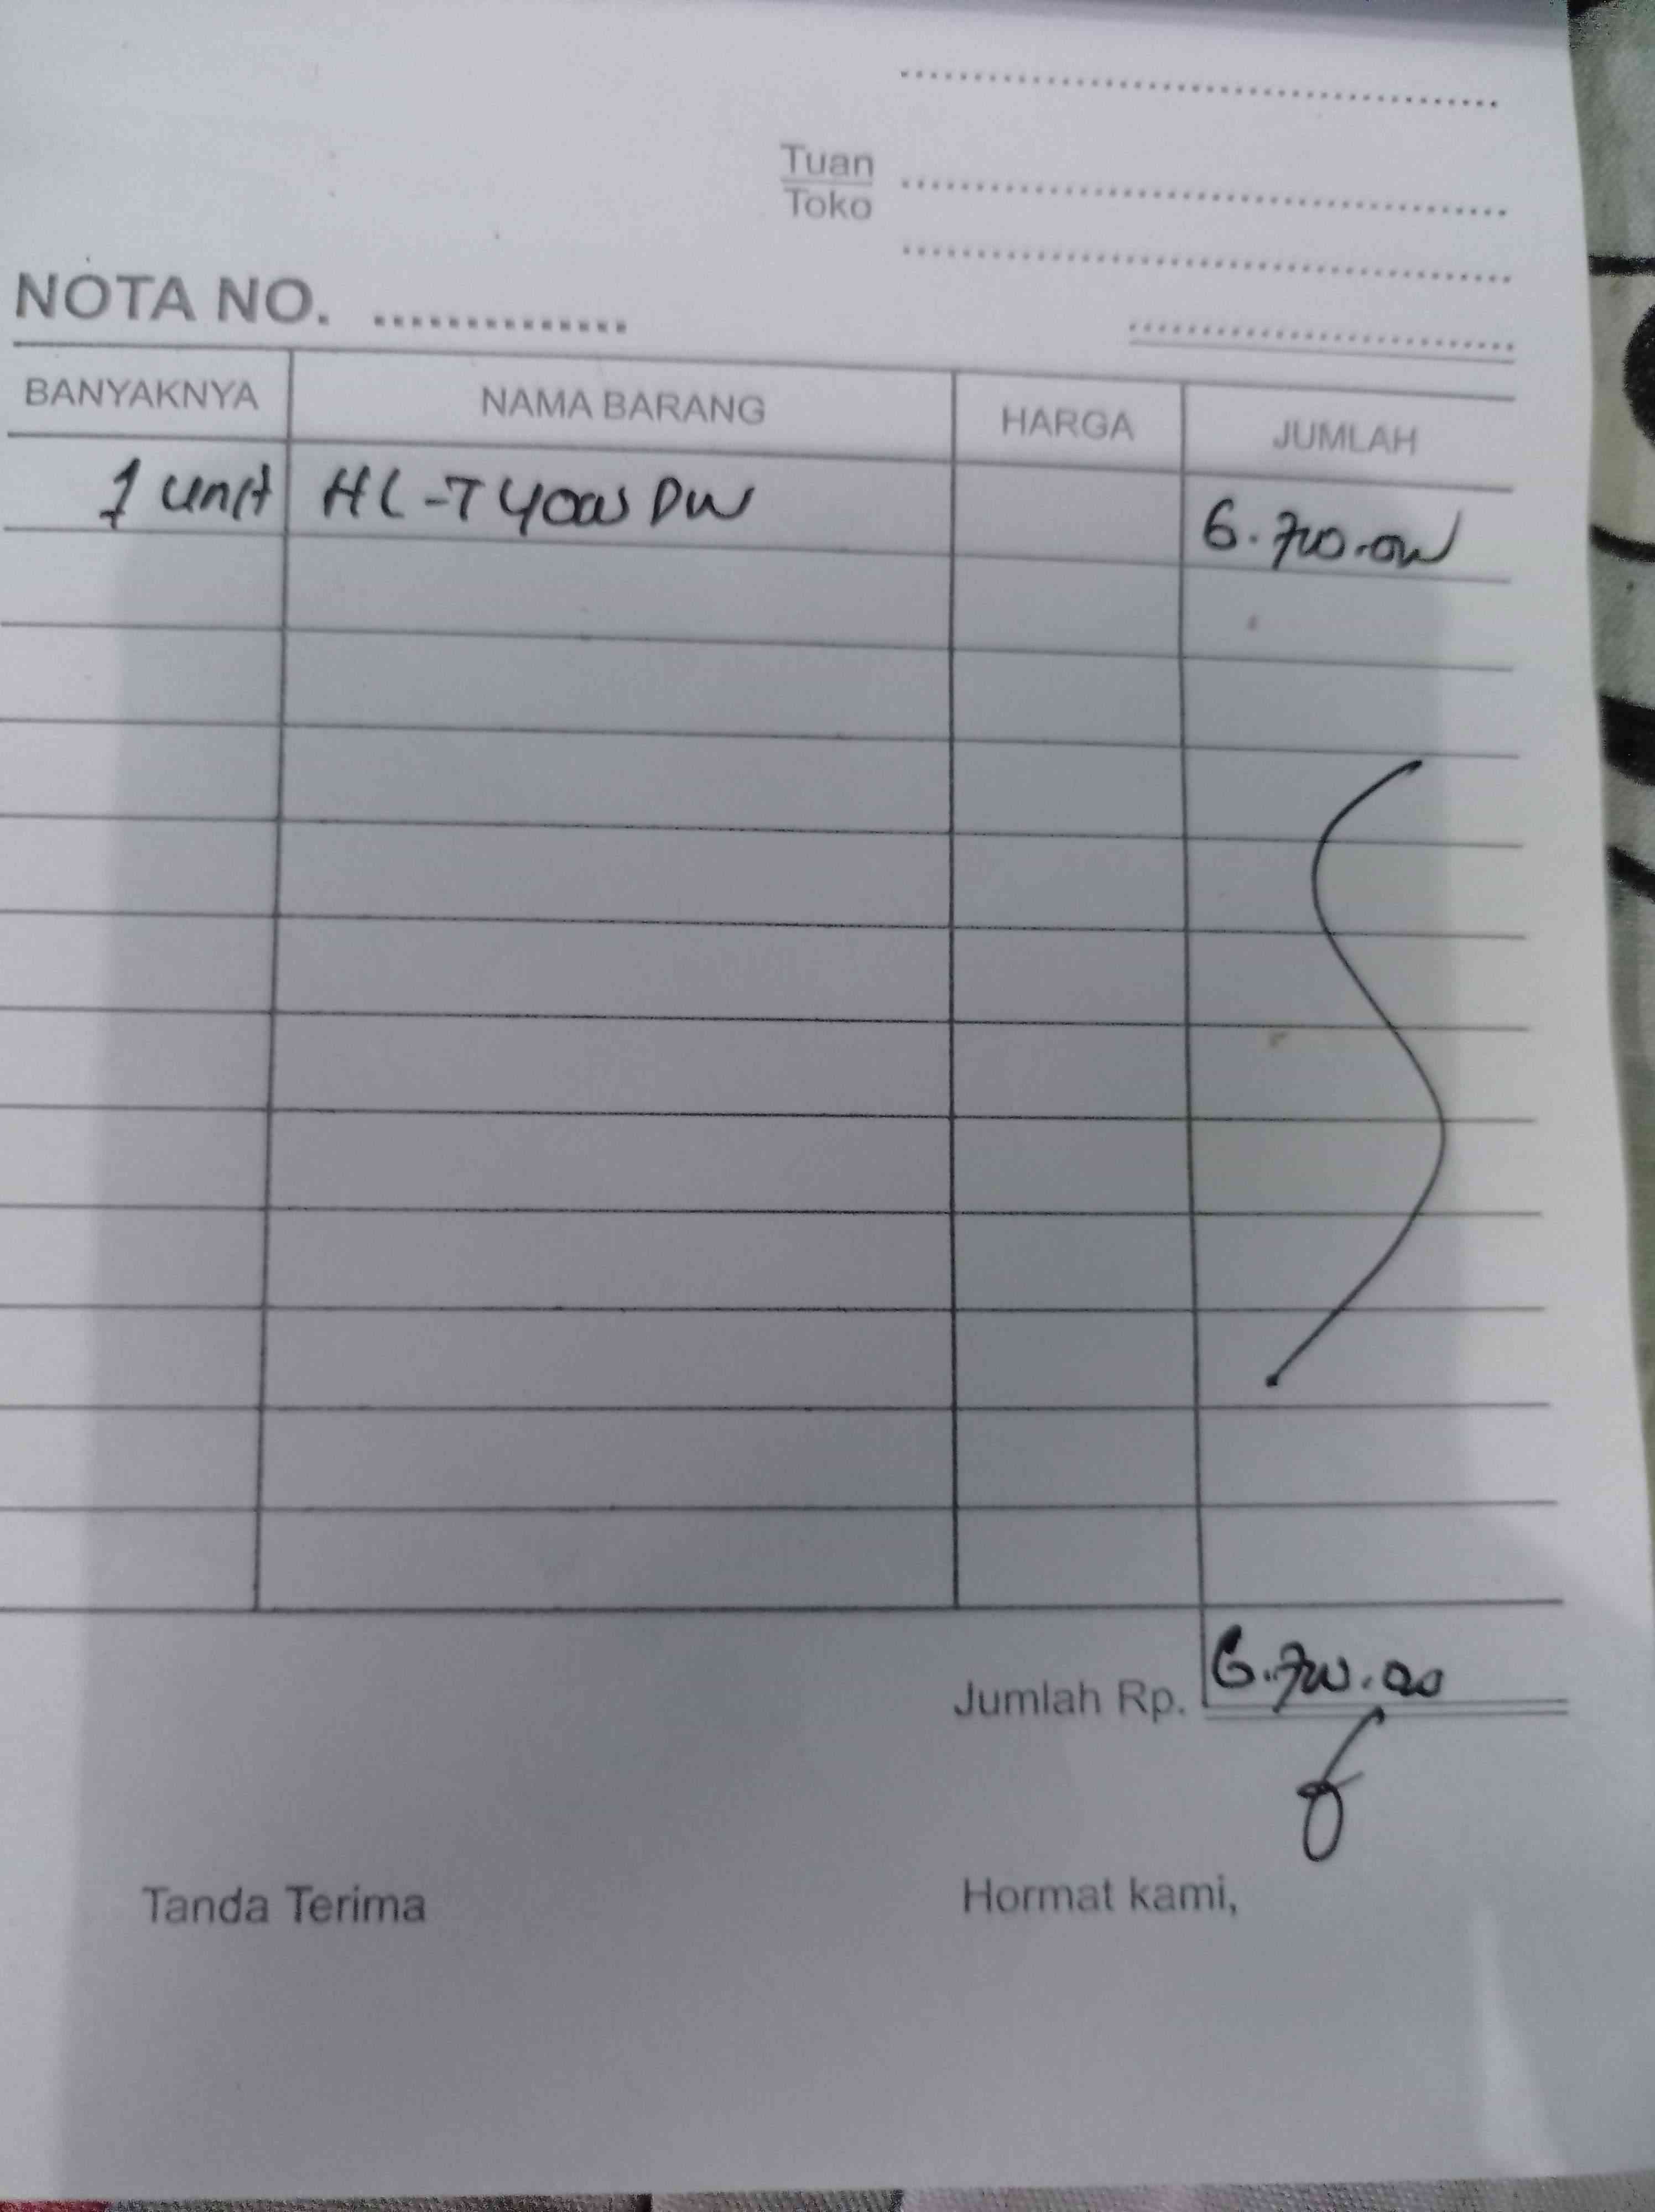 Tuan
Toko
NOTA NO. ...............
BANYAKNYA NAMA BARANG HARGA JUMLAH
1 unit HL-T4000DW 6.700.000
Jumlah Rp. 6.700.000
Tanda Terima Hormat kami,